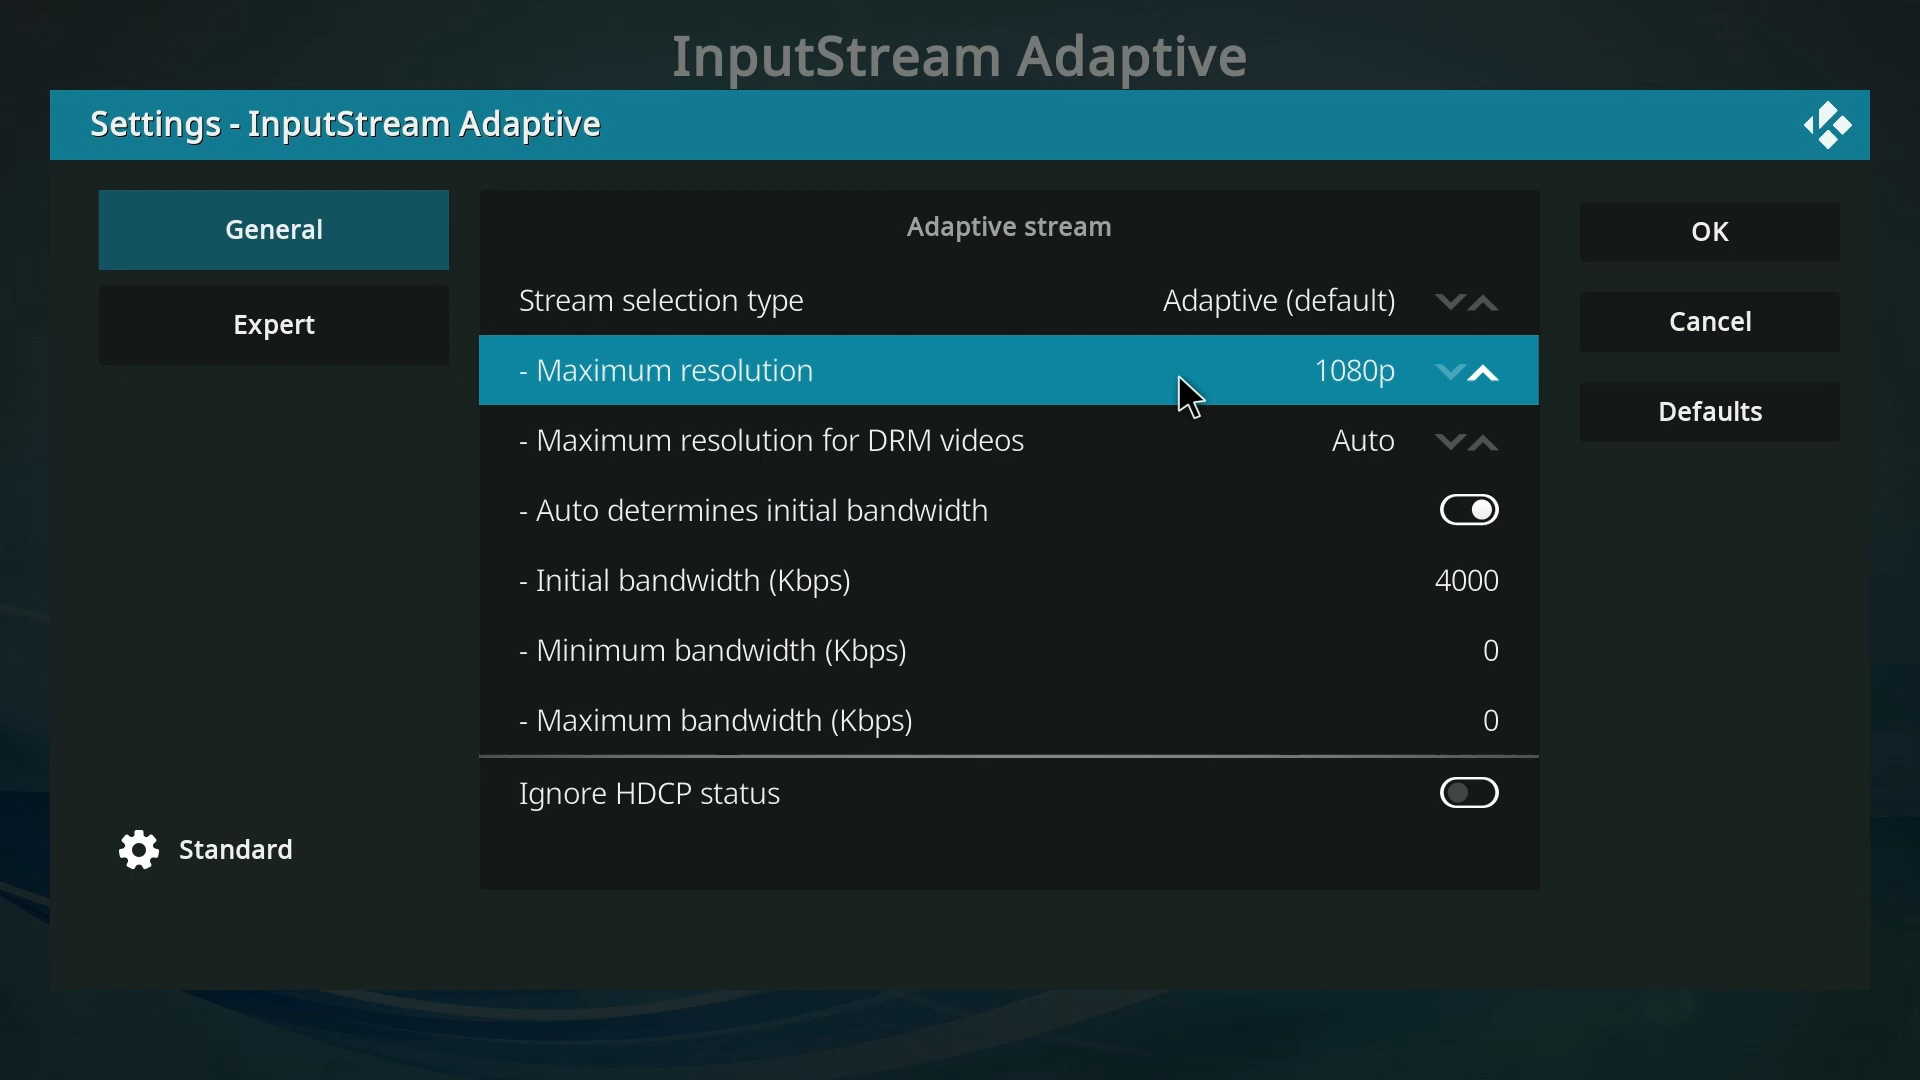 InputStream Adaptive
Settings - InputStream Adaptive
General
Expert
Standard
Adaptive stream
Stream selection type Adaptive (default)
- Maximum resolution 1080p
- Maximum resolution for DRM videos Auto
- Auto determines initial bandwidth
- Initial bandwidth (Kbps) 4000
- Minimum bandwidth (Kbps) 0
- Maximum bandwidth (Kbps) 0
Ignore HDCP status
OK
Cancel
Defaults